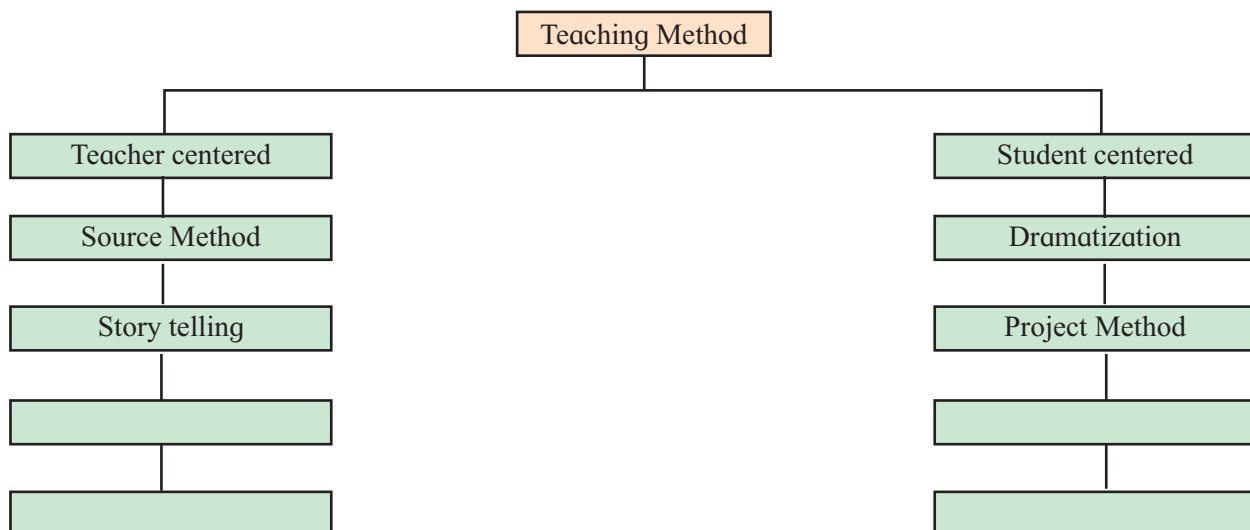 Teaching Method
Teacher centered
Student centered
Source Method
Dramatization
Story telling
Project Method